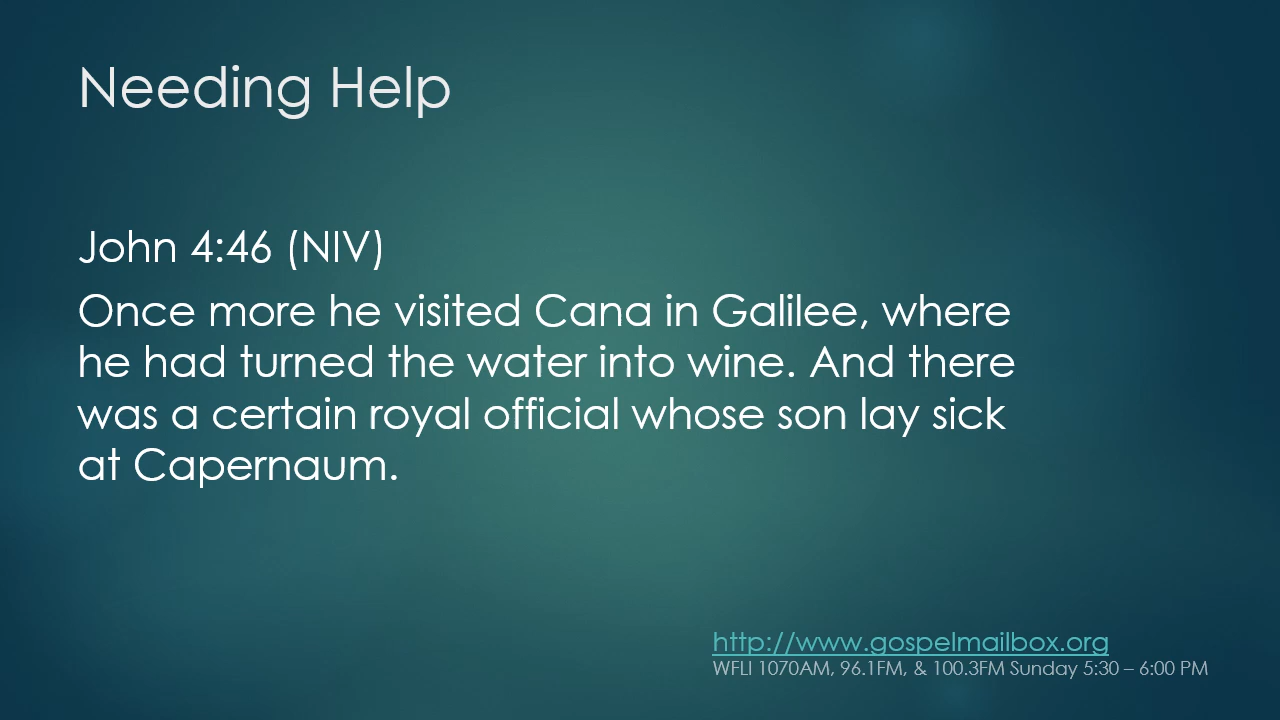 Needing Help
John 4:46 (NIV)
Once more he visited Cana in Galilee, where
he had turned the water into wine. And there
was a certain royal official whose son lay sick
at Capernaum.
http://www.gospelmailbox.org
WFLI 1070AM, 96.1FM, & 100.3FM Sunday 5:30 – 6:00 PM